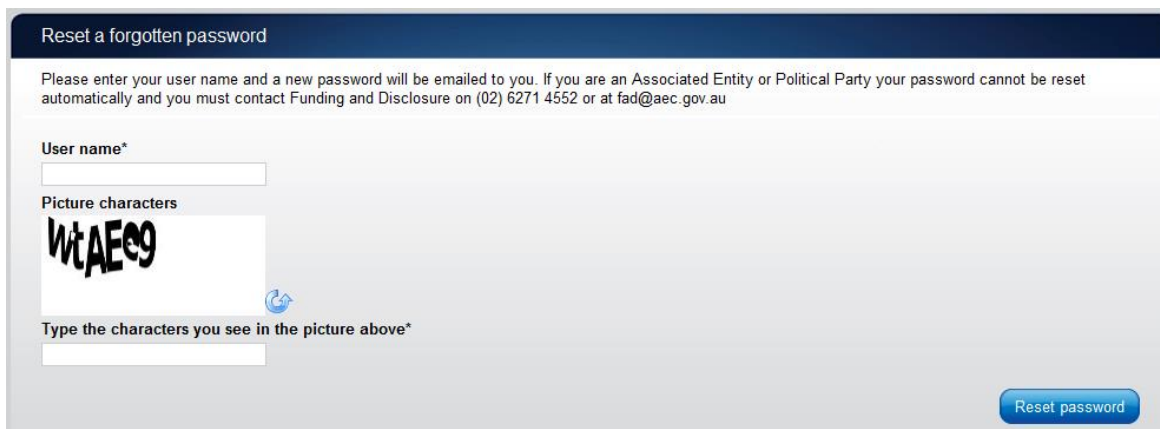 Reset a forgotten password
Please enter your user name and a new password will be emailed to you. If you are an Associated Entity or Political Party your password cannot be reset
automatically and you must contact Funding and Disclosure on (02) 6271 4552 or at fad@aec.gov.au
User name*
Picture characters
WtAEe9
Type the characters you see in the picture above*
Reset password